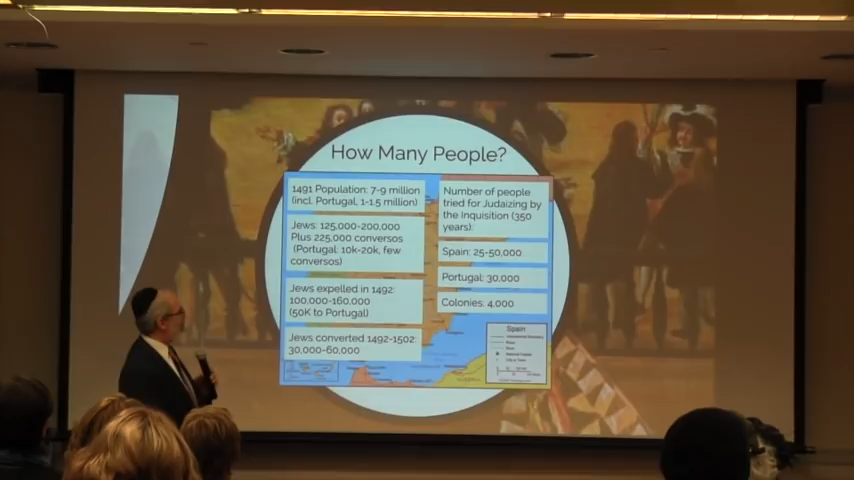 How Many People?
1491 Population: 7-9 million
(incl. Portugal, 1-1.5 million)
Jews: 125,000-200,000
Plus 225,000 conversos
(Portugal: 10k-20k, few
conversos)
Jews expelled in 1492:
100,000-160,000
(50K to Portugal)
Jews converted 1492-1502:
30,000-60,000
Number of people
tried for Judaizing by
the Inquisition (350
years):
Spain: 25-50,000
Portugal: 30,000
Colonies: 4,000
Spain